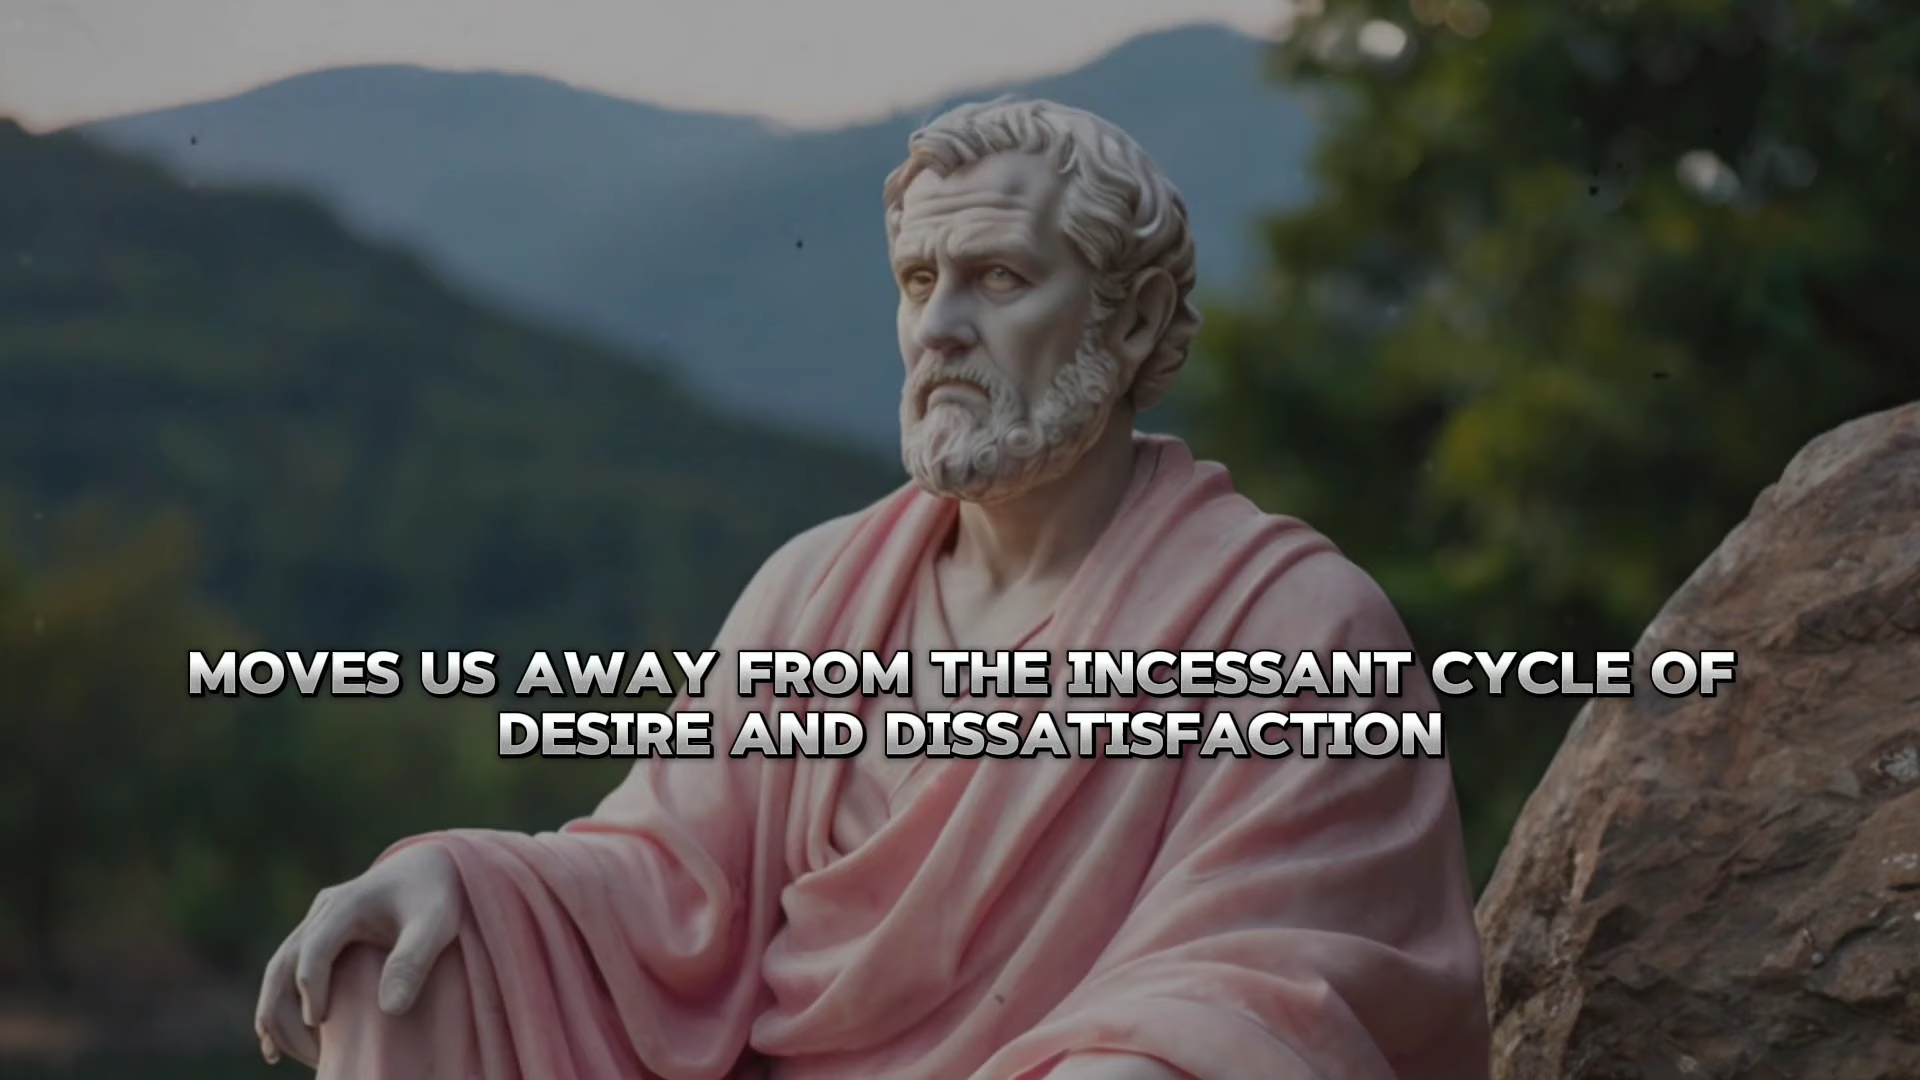 MOVES US AWAY FROM THE INCESSANT CYCLE OF
DESIRE AND DISSATISFACTION